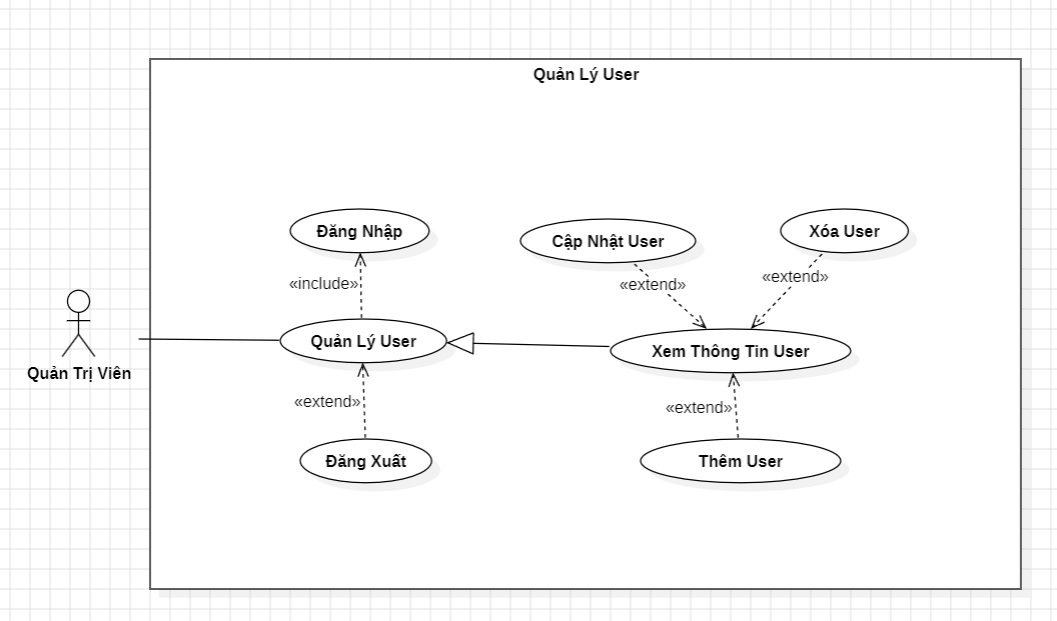 Quản Lý User
Đăng Nhập
Cập Nhật User
Xóa User
«include»
«extend»
«extend»
Quản Lý User
Xem Thông Tin User
Quản Trị Viên
«extend»
«extend»
Đăng Xuất
Thêm User